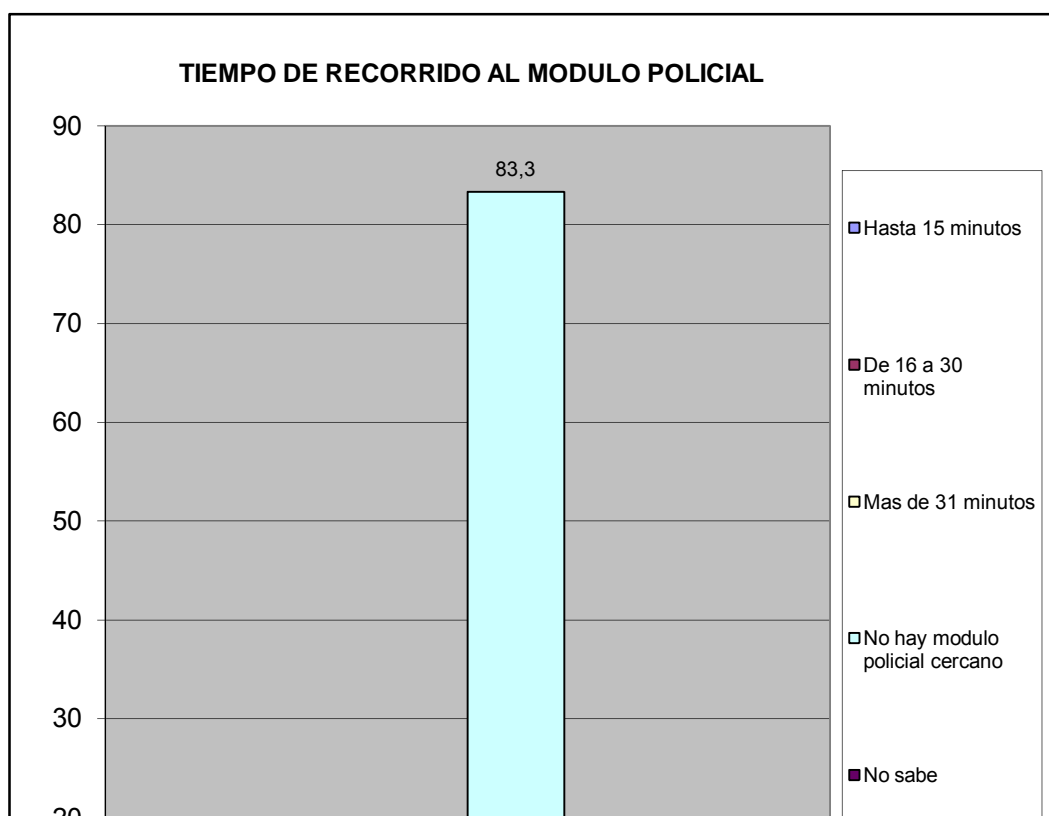 TIEMPO DE RECORRIDO AL MODULO POLICIAL
90
83,3
80
70
60
50
40
30
20
Hasta 15 minutos
De 16 a 30
minutos
Mas de 31 minutos
No hay modulo
policial cercano
No sabe